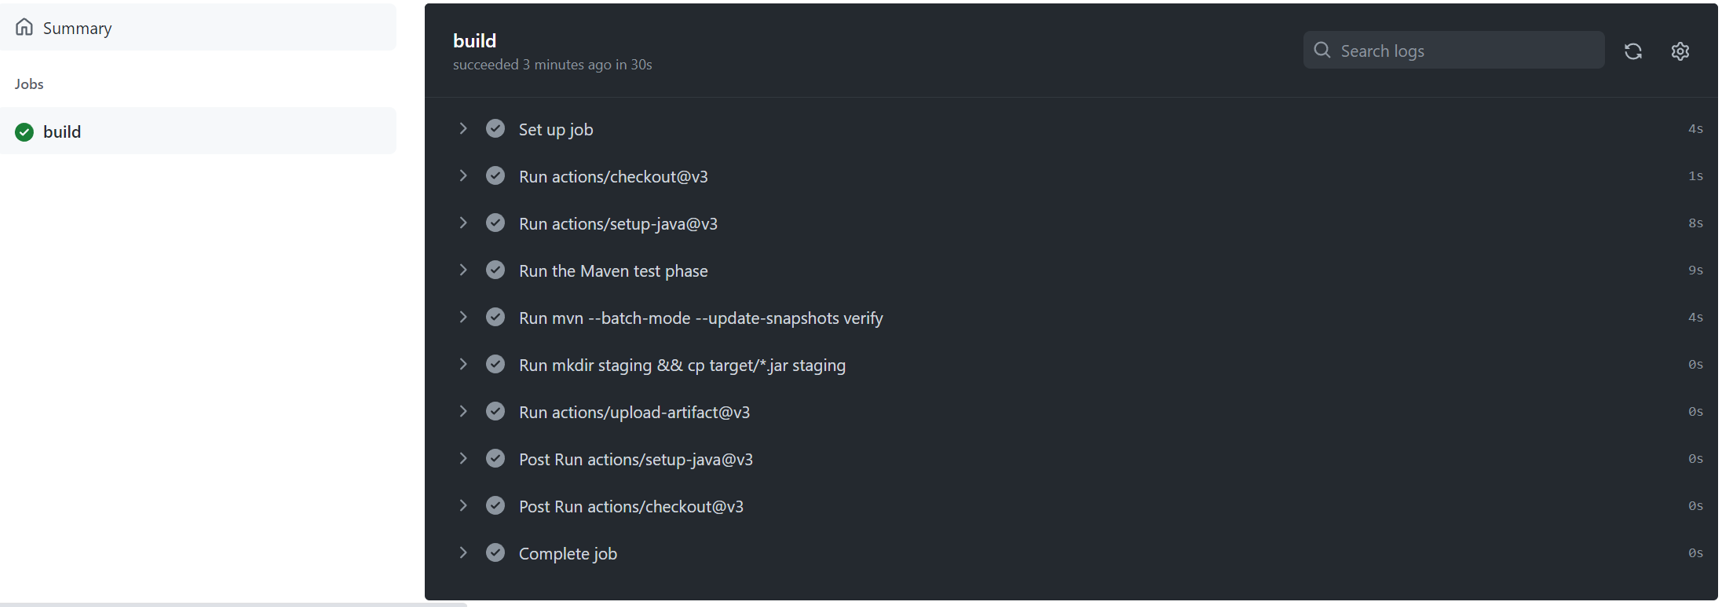 Summary
Jobs
build
build
succeeded 3 minutes ago in 30s
Search logs
Set up job 4s
Run actions/checkout@v3 1s
Run actions/setup-java@v3 8s
Run the Maven test phase 9s
Run mvn --batch-mode --update-snapshots verify 4s
Run mkdir staging && cp target/*.jar staging 0s
Run actions/upload-artifact@v3 0s
Post Run actions/setup-java@v3 0s
Post Run actions/checkout@v3 0s
Complete job 0s